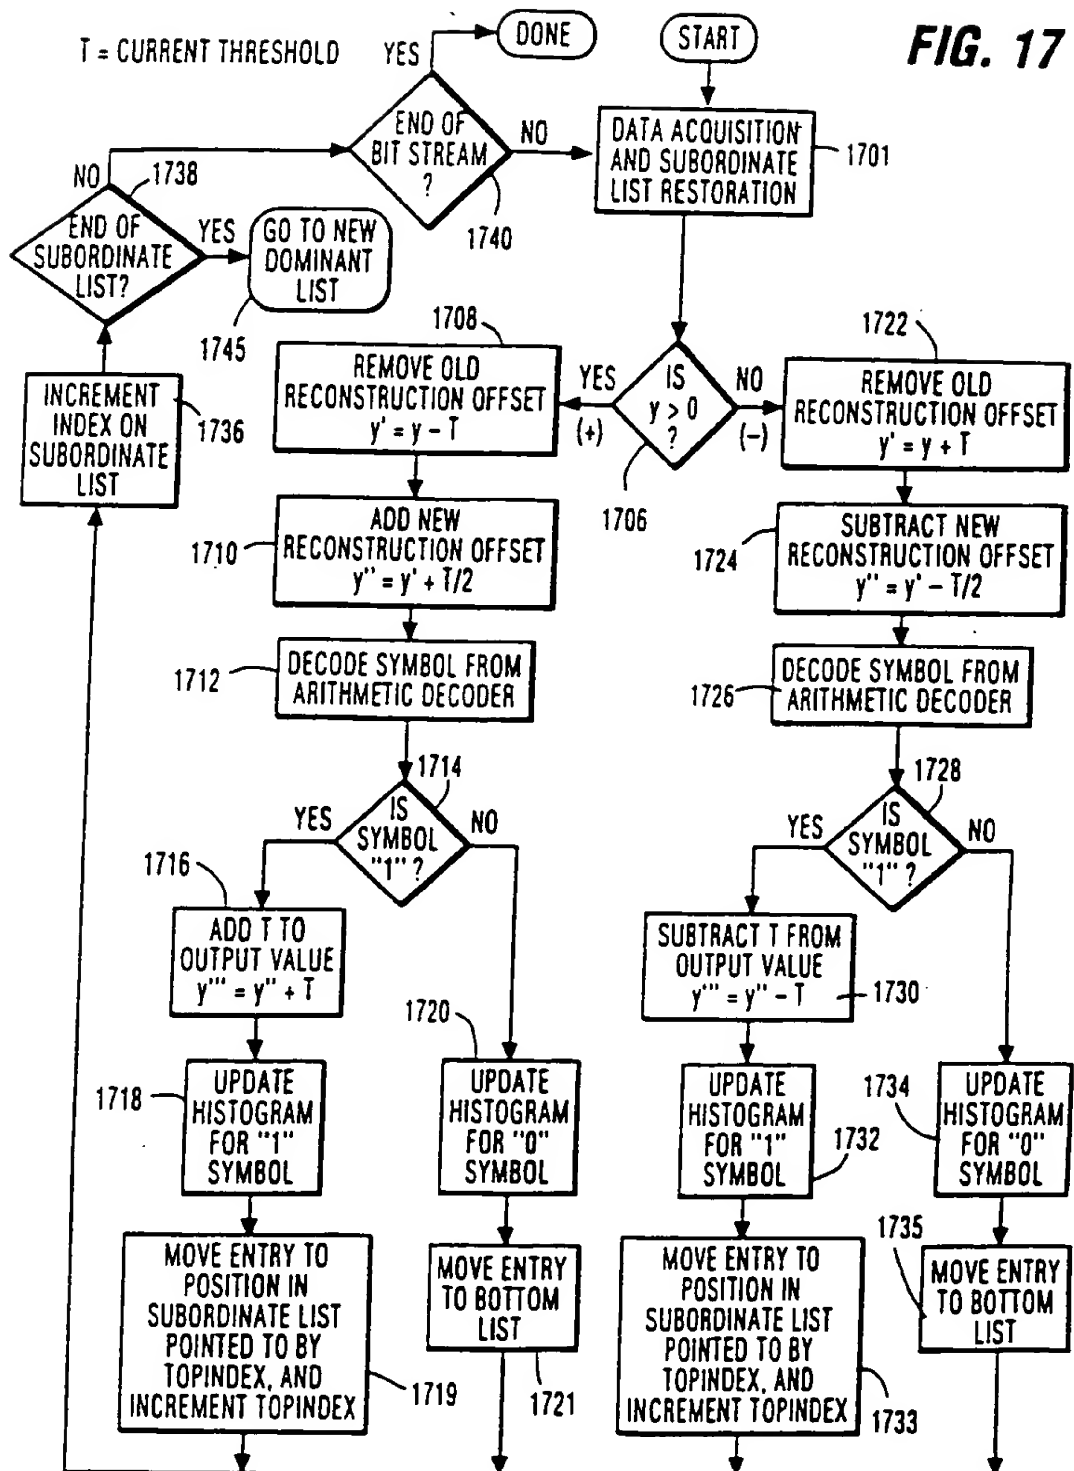 FIG. 17
T = CURRENT THRESHOLD
YES
DONE
START
END OF
BIT STREAM
?
NO
1740
DATA ACQUISITION
AND SUBORDINATE
LIST RESTORATION
1701
NO
1738
END OF
SUBORDINATE
LIST?
YES
GO TO NEW
DOMINANT
LIST
1745
INCREMENT
INDEX ON
SUBORDINATE
LIST
1736
1708
REMOVE OLD
RECONSTRUCTION OFFSET
y' = y – T
YES
(+)
IS
y > 0
?
NO
(–)
1706
1722
REMOVE OLD
RECONSTRUCTION OFFSET
y' = y + T
1710
ADD NEW
RECONSTRUCTION OFFSET
y'' = y' + T/2
1724
SUBTRACT NEW
RECONSTRUCTION OFFSET
y'' = y' – T/2
1712
DECODE SYMBOL FROM
ARITHMETIC DECODER
1726
DECODE SYMBOL FROM
ARITHMETIC DECODER
1714
YES
IS
SYMBOL
"1" ?
NO
1728
YES
IS
SYMBOL
"1" ?
NO
1716
ADD T TO
OUTPUT VALUE
y''' = y'' + T
SUBTRACT T FROM
OUTPUT VALUE
y''' = y'' – T
1730
1718
UPDATE
HISTOGRAM
FOR "1"
SYMBOL
1720
UPDATE
HISTOGRAM
FOR "0"
SYMBOL
UPDATE
HISTOGRAM
FOR "1"
SYMBOL
1732
1734
UPDATE
HISTOGRAM
FOR "0"
SYMBOL
MOVE ENTRY TO
POSITION IN
SUBORDINATE LIST
POINTED TO BY
TOPINDEX, AND
INCREMENT TOPINDEX
1719
MOVE ENTRY
TO BOTTOM
LIST
1721
MOVE ENTRY TO
POSITION IN
SUBORDINATE LIST
POINTED TO BY
TOPINDEX, AND
INCREMENT TOPINDEX
1733
1735
MOVE ENTRY
TO BOTTOM
LIST